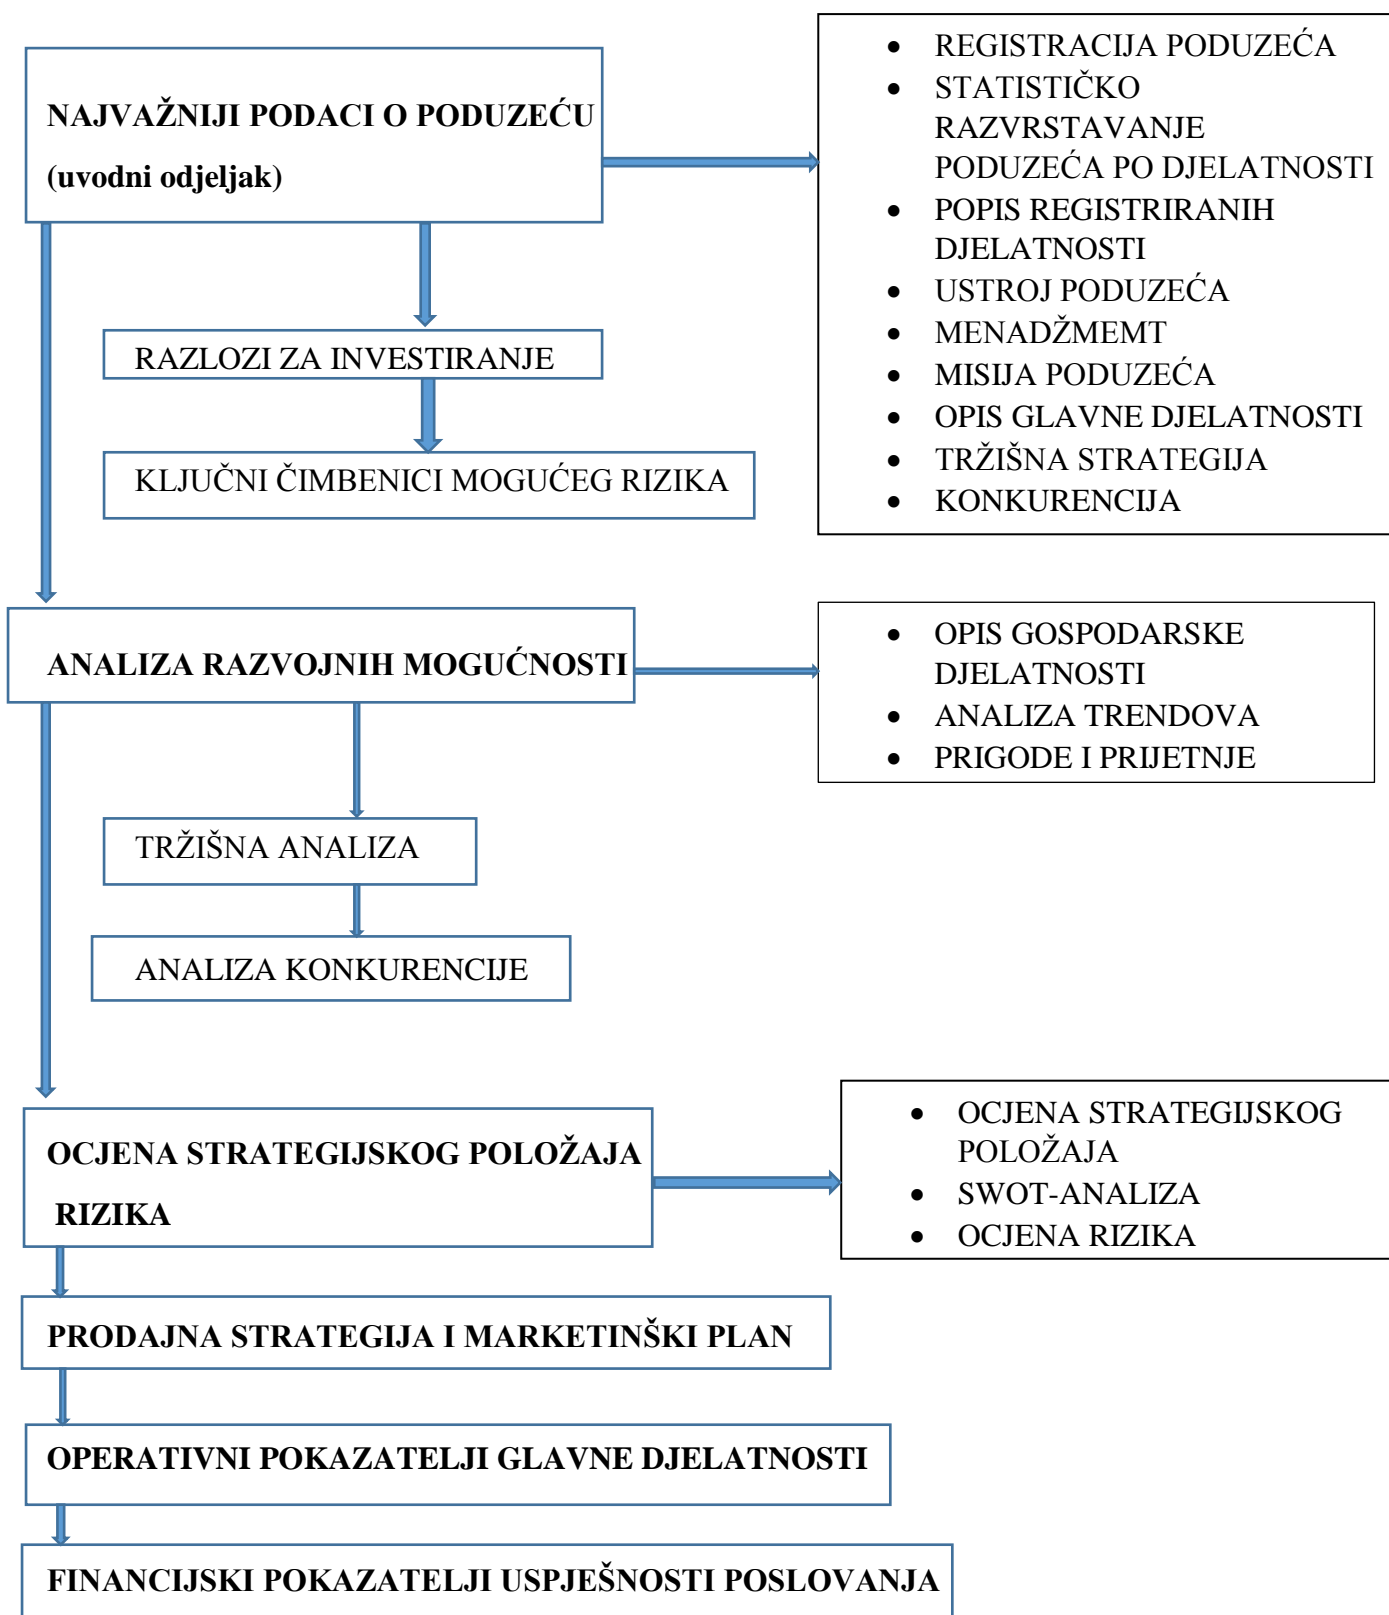 NAJVAŽNIJI PODACI O PODUZEĆU
(uvodni odjeljak)
• REGISTRACIJA PODUZEĆA
• STATISTIČKO
RAZVRSTAVANJE
PODUZEĆA PO DJELATNOSTI
• POPIS REGISTRIRANIH
DJELATNOSTI
• USTROJ PODUZEĆA
• MENADŽMEMT
• MISIJA PODUZEĆA
• OPIS GLAVNE DJELATNOSTI
• TRŽIŠNA STRATEGIJA
• KONKURENCIJA
RAZLOZI ZA INVESTIRANJE
KLJUČNI ČIMBENICI MOGUĆEG RIZIKA
ANALIZA RAZVOJNIH MOGUĆNOSTI
• OPIS GOSPODARSKE
DJELATNOSTI
• ANALIZA TRENDOVA
• PRIGODE I PRIJETNJE
TRŽIŠNA ANALIZA
ANALIZA KONKURENCIJE
OCJENA STRATEGIJSKOG POLOŽAJA
RIZIKA
• OCJENA STRATEGIJSKOG
POLOŽAJA
• SWOT-ANALIZA
• OCJENA RIZIKA
PRODAJNA STRATEGIJA I MARKETINŠKI PLAN
OPERATIVNI POKAZATELJI GLAVNE DJELATNOSTI
FINANCIJSKI POKAZATELJI USPJEŠNOSTI POSLOVANJA